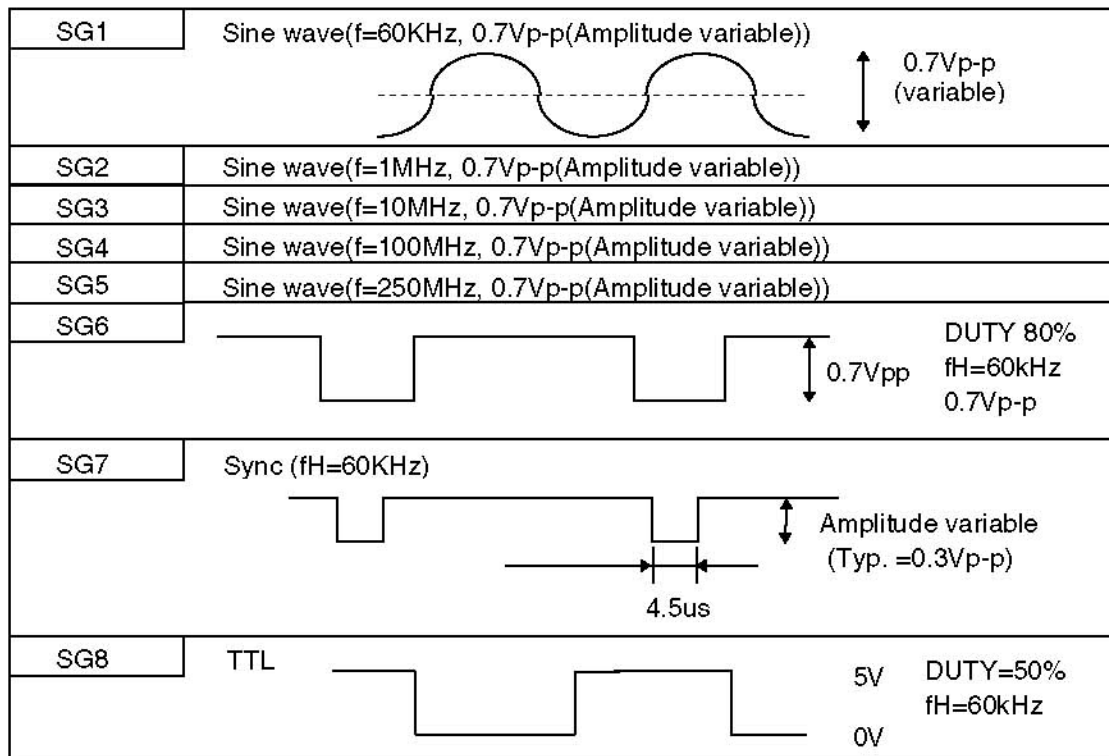 SG1 Sine wave(f=60KHz, 0.7Vp-p(Amplitude variable))
0.7Vp-p
(variable)
SG2 Sine wave(f=1MHz, 0.7Vp-p(Amplitude variable))
SG3 Sine wave(f=10MHz, 0.7Vp-p(Amplitude variable))
SG4 Sine wave(f=100MHz, 0.7Vp-p(Amplitude variable))
SG5 Sine wave(f=250MHz, 0.7Vp-p(Amplitude variable))
SG6
0.7Vpp
DUTY 80%
fH=60kHz
0.7Vp-p
SG7 Sync (fH=60KHz)
Amplitude variable
(Typ. =0.3Vp-p)
4.5us
SG8 TTL
5V
0V
DUTY=50%
fH=60kHz